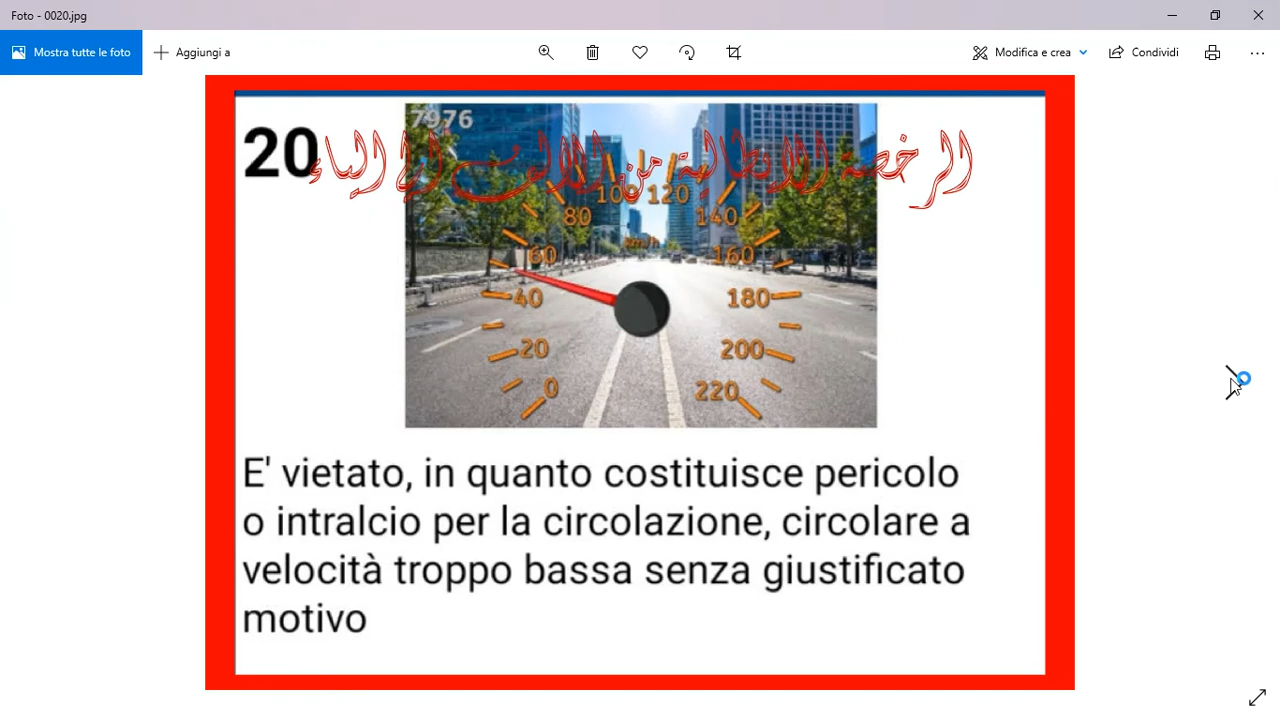 Foto - 0020.jpg
Mostra tutte le foto
Aggiungi a
Modifica e crea
Condividi
7976
20
الرخصة الايطالية من الالف الى الياء
100 120
80 140
Km/h
60 160
40 180
20 200
0 220
E' vietato, in quanto costituisce pericolo
o intralcio per la circolazione, circolare a
velocità troppo bassa senza giustificato
motivo